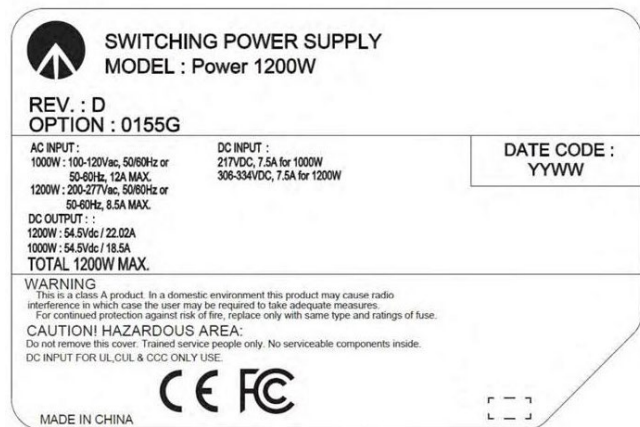 SWITCHING POWER SUPPLY
MODEL : Power 1200W
REV. : D
OPTION : 0155G
AC INPUT :
1000W : 100-120Vac, 50/60Hz or
50-60Hz, 12A MAX.
1200W : 200-277Vac, 50/60Hz or
50-60Hz, 8.5A MAX.
DC OUTPUT : :
1200W : 54.5Vdc / 22.02A
1000W : 54.5Vdc / 18.5A
TOTAL 1200W MAX.
DC INPUT :
217VDC, 7.5A for 1000W
306-334VDC, 7.5A for 1200W
DATE CODE :
YYWW
WARNING
This is a class A product. In a domestic environment this product may cause radio
interference in which case the user may be required to take adequate measures.
For continued protection against risk of fire, replace only with same type and ratings of fuse.
CAUTION! HAZARDOUS AREA:
Do not remove this cover. Trained service people only. No serviceable components inside.
DC INPUT FOR UL,CUL & CCC ONLY USE.
CE FC
MADE IN CHINA